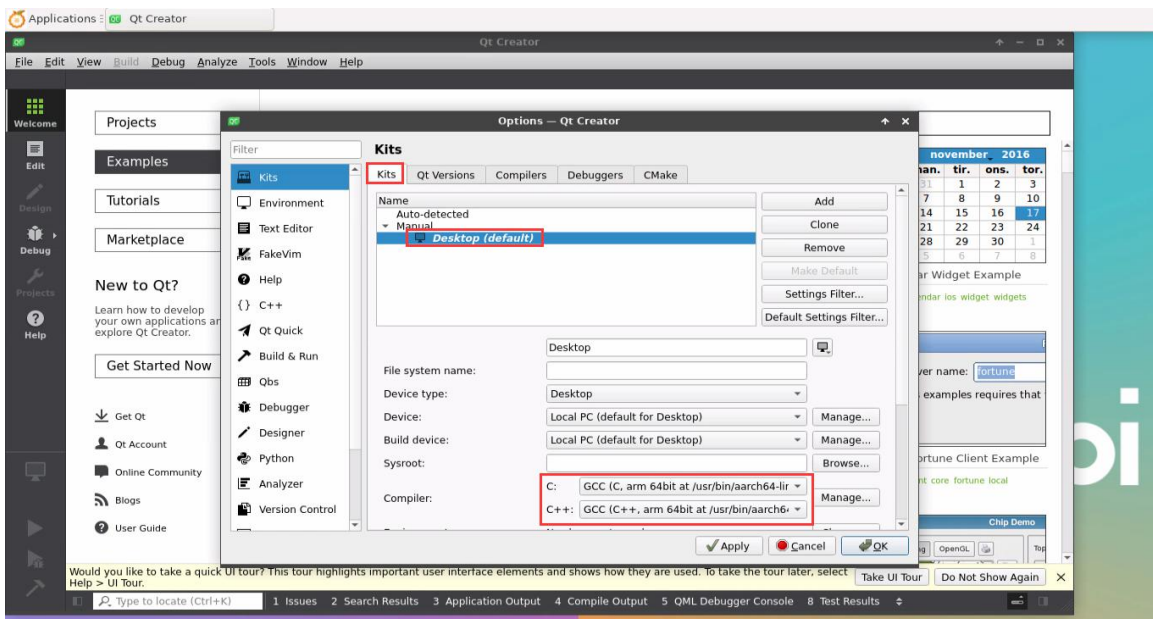 Applications
Qt Creator
Qt Creator
File Edit View Build Debug Analyze Tools Window Help
Welcome
Edit
Design
Debug
Projects
Help
Projects
Examples
Tutorials
Marketplace
New to Qt?
Learn how to develop
your own applications
explore Qt Creator.
Get Started Now
Get Qt
Qt Account
Online Community
Blogs
User Guide
Options — Qt Creator
Filter
Kits
Environment
Text Editor
FakeVim
Help
{} C++
Qt Quick
Build & Run
Qbs
Debugger
Designer
Python
Analyzer
Version Control
Kits
Kits Qt Versions Compilers Debuggers CMake
Name
Auto-detected
Manual
Desktop (default)
Add
Clone
Remove
Make Default
Settings Filter...
Default Settings Filter...
Desktop
File system name:
Device type: Desktop
Device: Local PC (default for Desktop) Manage...
Build device: Local PC (default for Desktop) Manage...
Sysroot: Browse...
Compiler:
C: GCC (C, arm 64bit at /usr/bin/aarch64-lin
Manage...
C++: GCC (C++, arm 64bit at /usr/bin/aarch64
Apply Cancel OK
november 2016
man. tir. ons. tor.
31 1 2 3
7 8 9 10
14 15 16 17
21 22 23 24
28 29 30 1
5 6 7 8
Widget Example
ios widget widgets
name: fortune
examples requires that
Client Example
core fortune local
Chip Demo
OpenGL
Top
Would you like to take a quick UI tour? This tour highlights important user interface elements and shows how they are used. To take the tour later, select
Help > UI Tour.
Take UI Tour Do Not Show Again
Type to locate (Ctrl+K) 1 Issues 2 Search Results 3 Application Output 4 Compile Output 5 QML Debugger Console 8 Test Results